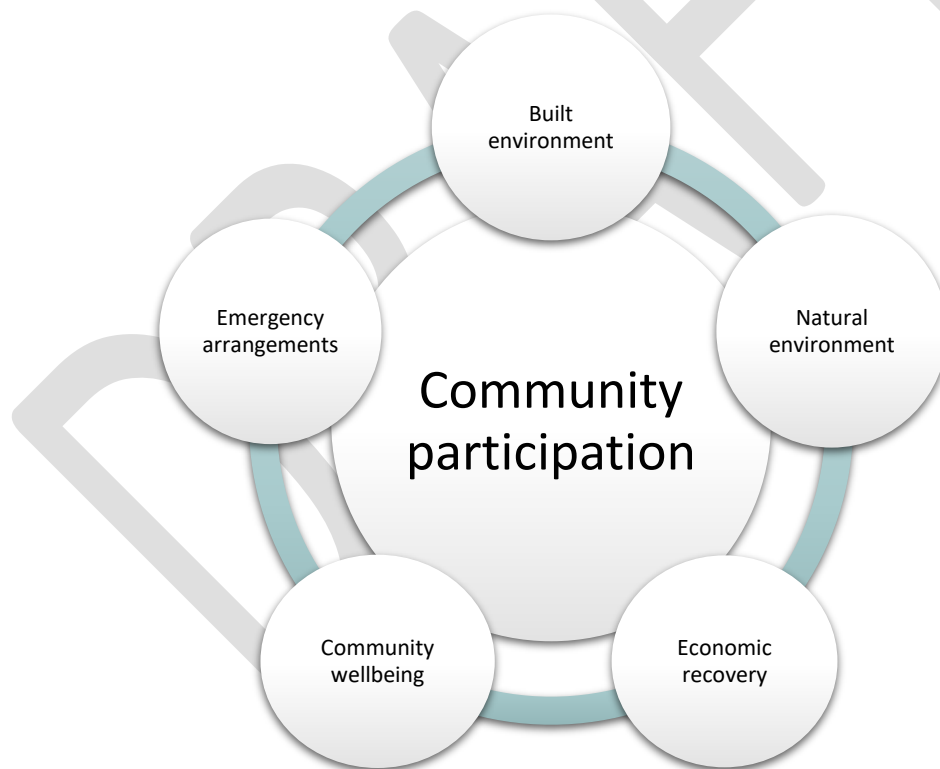 Built
environment
Emergency
arrangements
Natural
environment
Community
participation
Community
wellbeing
Economic
recovery